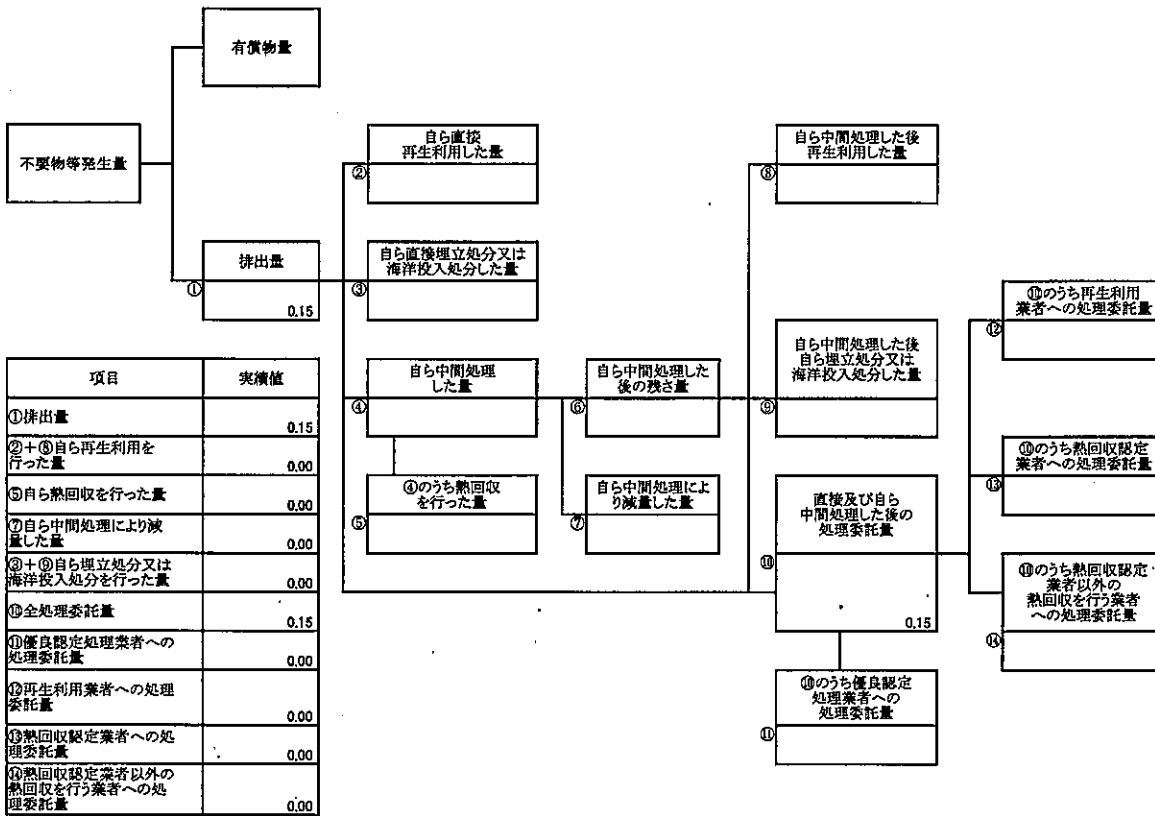 有償物量
不要物等発生量
自ら直接
再生利用した量
②
自ら中間処理した後
再生利用した量
⑧
排出量
①
0.15
自ら直接埋立処分又は
海洋投入処分した量
③
⑩のうち再生利用
業者への処理委託量
⑫
自ら中間処理した後
自ら埋立処分又は
海洋投入処分した量
⑨
自ら中間処理
した量
④
自ら中間処理した
後の残さ量
⑥
⑩のうち熱回収認定
業者への処理委託量
⑬
④のうち熱回収
を行った量
⑤
自ら中間処理によ
り減量した量
⑦
直接及び自ら
中間処理した後の
処理委託量
⑩
0.15
⑩のうち熱回収認定
業者以外の
熱回収を行う業者
への処理委託量
⑭
⑩のうち優良認定
処理業者への
処理委託量
⑪
項目 実績値
①排出量 0.15
②+⑧自ら再生利用を
行った量 0.00
⑤自ら熱回収を行った量 0.00
⑦自ら中間処理により減
量した量 0.00
③+⑨自ら埋立処分又は
海洋投入処分を行った量 0.00
⑩全処理委託量 0.15
⑪優良認定処理業者への
処理委託量 0.00
⑫再生利用業者への処理
委託量 0.00
⑬熱回収認定業者への処
理委託量 0.00
⑭熱回収認定業者以外の
熱回収を行う業者への処
理委託量 0.00